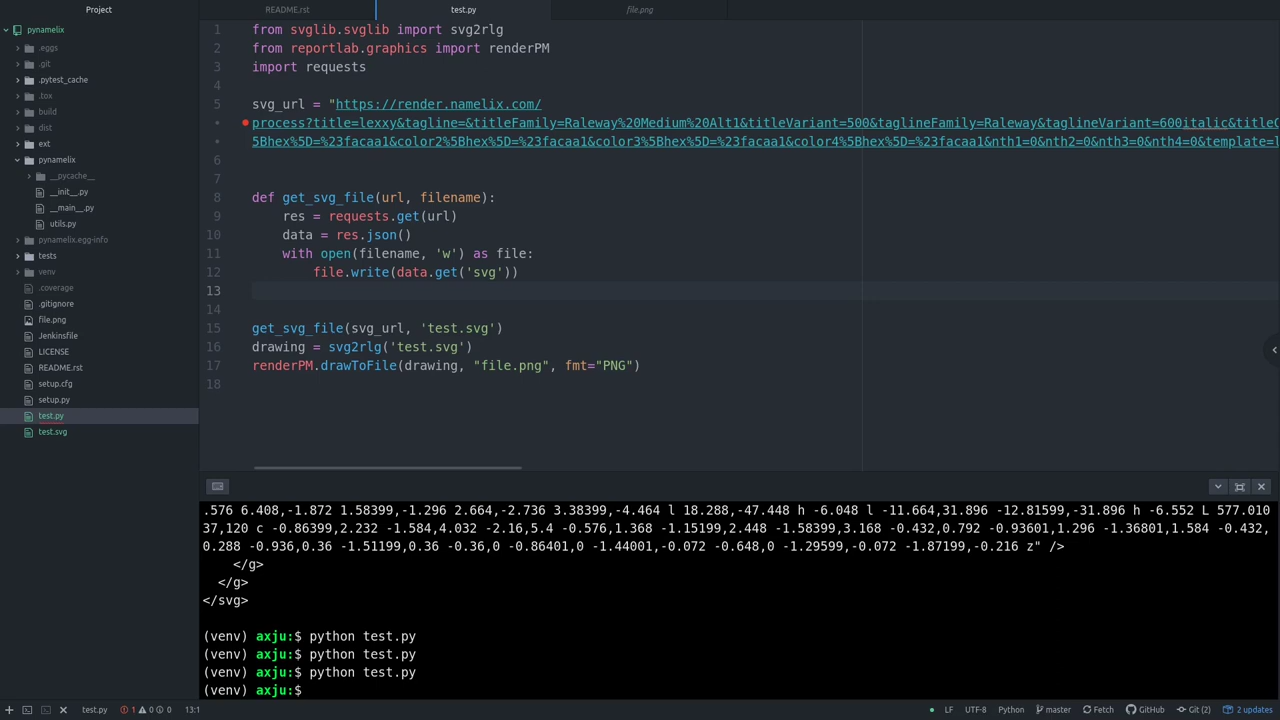 Project
README.rst
test.py
file.png
pynamelix
.eggs
.git
.pytest_cache
.tox
build
dist
ext
pynamelix
__pycache__
__init__.py
__main__.py
utils.py
pynamelix.egg-info
tests
venv
.coverage
.gitignore
file.png
Jenkinsfile
LICENSE
README.rst
setup.cfg
setup.py
test.py
test.svg
1 from svglib.svglib import svg2rlg
2 from reportlab.graphics import renderPM
3 import requests
4
5 svg_url = "https://render.namelix.com/
process?title=lexxy&tagline=&titleFamily=Raleway%20Medium%20Alt1&titleVariant=500&taglineFamily=Raleway&taglineVariant=600italic&title
5Bhex%5D=%23facaa1&color2%5Bhex%5D=%23facaa1&color3%5Bhex%5D=%23facaa1&color4%5Bhex%5D=%23facaa1&nth1=0&nth2=0&nth3=0&nth4=0&template=
6
7
8 def get_svg_file(url, filename):
9 res = requests.get(url)
10 data = res.json()
11 with open(filename, 'w') as file:
12 file.write(data.get('svg'))
13
14
15 get_svg_file(svg_url, 'test.svg')
16 drawing = svg2rlg('test.svg')
17 renderPM.drawToFile(drawing, "file.png", fmt="PNG")
18
.576 6.408,-1.872 1.58399,-1.296 2.664,-2.736 3.38399,-4.464 l 18.288,-47.448 h -6.048 l -11.664,31.896 -12.81599,-31.896 h -6.552 L 577.010
37,120 c -0.86399,2.232 -1.584,4.032 -2.16,5.4 -0.576,1.368 -1.15199,2.448 -1.58399,3.168 -0.432,0.792 -0.93601,1.296 -1.36801,1.584 -0.432,
0.288 -0.936,0.36 -1.51199,0.36 -0.36,0 -0.86401,0 -1.44001,-0.072 -0.648,0 -1.29599,-0.072 -1.87199,-0.216 z" />
</g>
</g>
</svg>
(venv) axju:$ python test.py
(venv) axju:$ python test.py
(venv) axju:$ python test.py
(venv) axju:$
test.py 1 0 0 13:1 LF UTF-8 Python master Fetch GitHub Git (2) 2 updates